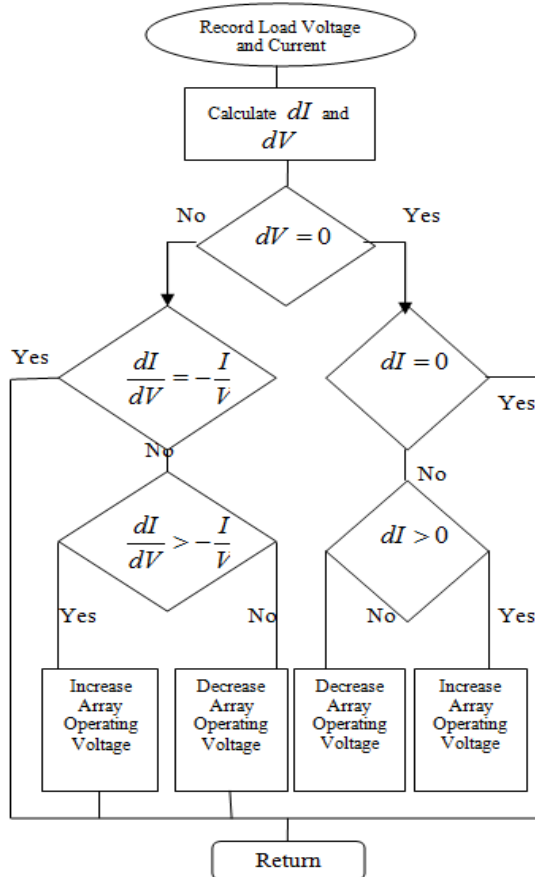 Record Load Voltage
and Current
Calculate dI and
dV
No
Yes
dV = 0
Yes
dI/dV = −I/V
dI = 0
Yes
No
No
dI/dV > −I/V
dI > 0
Yes
No
No
Yes
Increase
Array
Operating
Voltage
Decrease
Array
Operating
Voltage
Decrease
Array
Operating
Voltage
Increase
Array
Operating
Voltage
Return